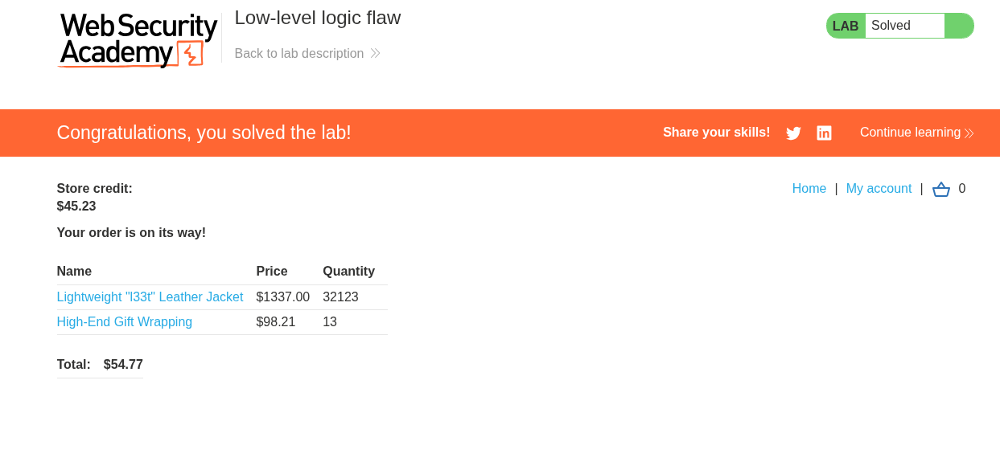 Web Security
Academy
Low-level logic flaw
Back to lab description
LAB Solved
Congratulations, you solved the lab!
Share your skills!
Continue learning
Store credit:
$45.23
Home | My account | 0
Your order is on its way!
Name Price Quantity
Lightweight "l33t" Leather Jacket $1337.00 32123
High-End Gift Wrapping $98.21 13
Total: $54.77